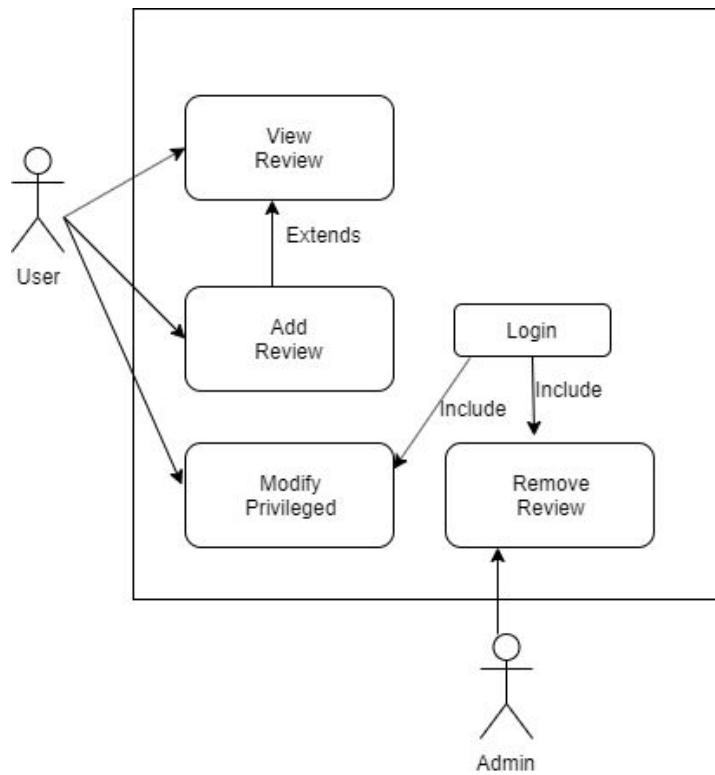 View
Review
User
Extends
Add
Review
Login
Include
Include
Modify
Privileged
Remove
Review
Admin